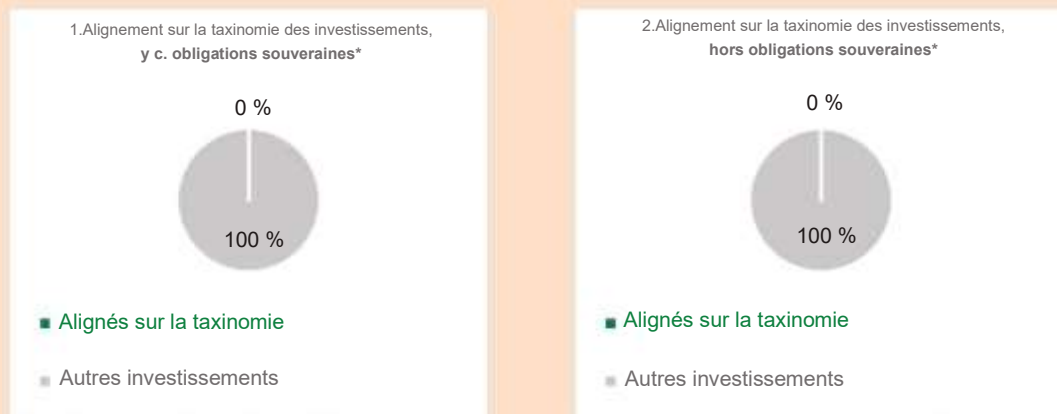 1.Alignement sur la taxinomie des investissements,
y c. obligations souveraines*
0 %
100 %
Alignés sur la taxinomie
Autres investissements
2.Alignement sur la taxinomie des investissements,
hors obligations souveraines*
0 %
100 %
Alignés sur la taxinomie
Autres investissements